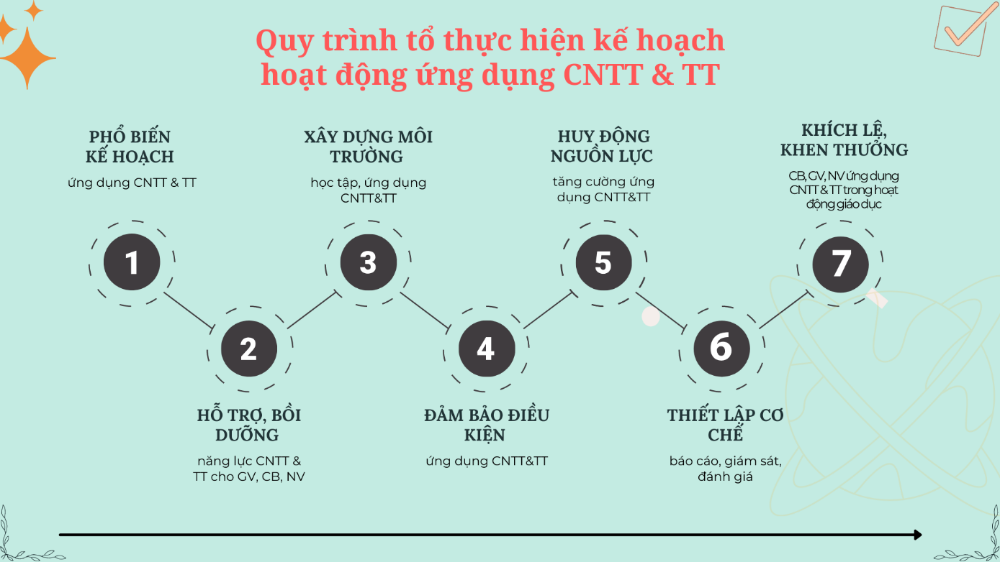 Quy trình tổ thực hiện kế hoạch
hoạt động ứng dụng CNTT & TT
PHỔ BIẾN
KẾ HOẠCH
ứng dụng CNTT & TT
1
HỖ TRỢ, BỒI
DƯỠNG
năng lực CNTT &
TT cho GV, CB, NV
2
XÂY DỰNG MÔI
TRƯỜNG
học tập, ứng dụng
CNTT&TT
3
ĐẢM BẢO ĐIỀU
KIỆN
ứng dụng CNTT&TT
4
HUY ĐỘNG
NGUỒN LỰC
tăng cường ứng
dụng CNTT&TT
5
THIẾT LẬP CƠ
CHẾ
báo cáo, giám sát,
đánh giá
6
KHÍCH LỆ,
KHEN THƯỞNG
CB, GV, NV ứng dụng
CNTT & TT trong hoạt
động giáo dục
7